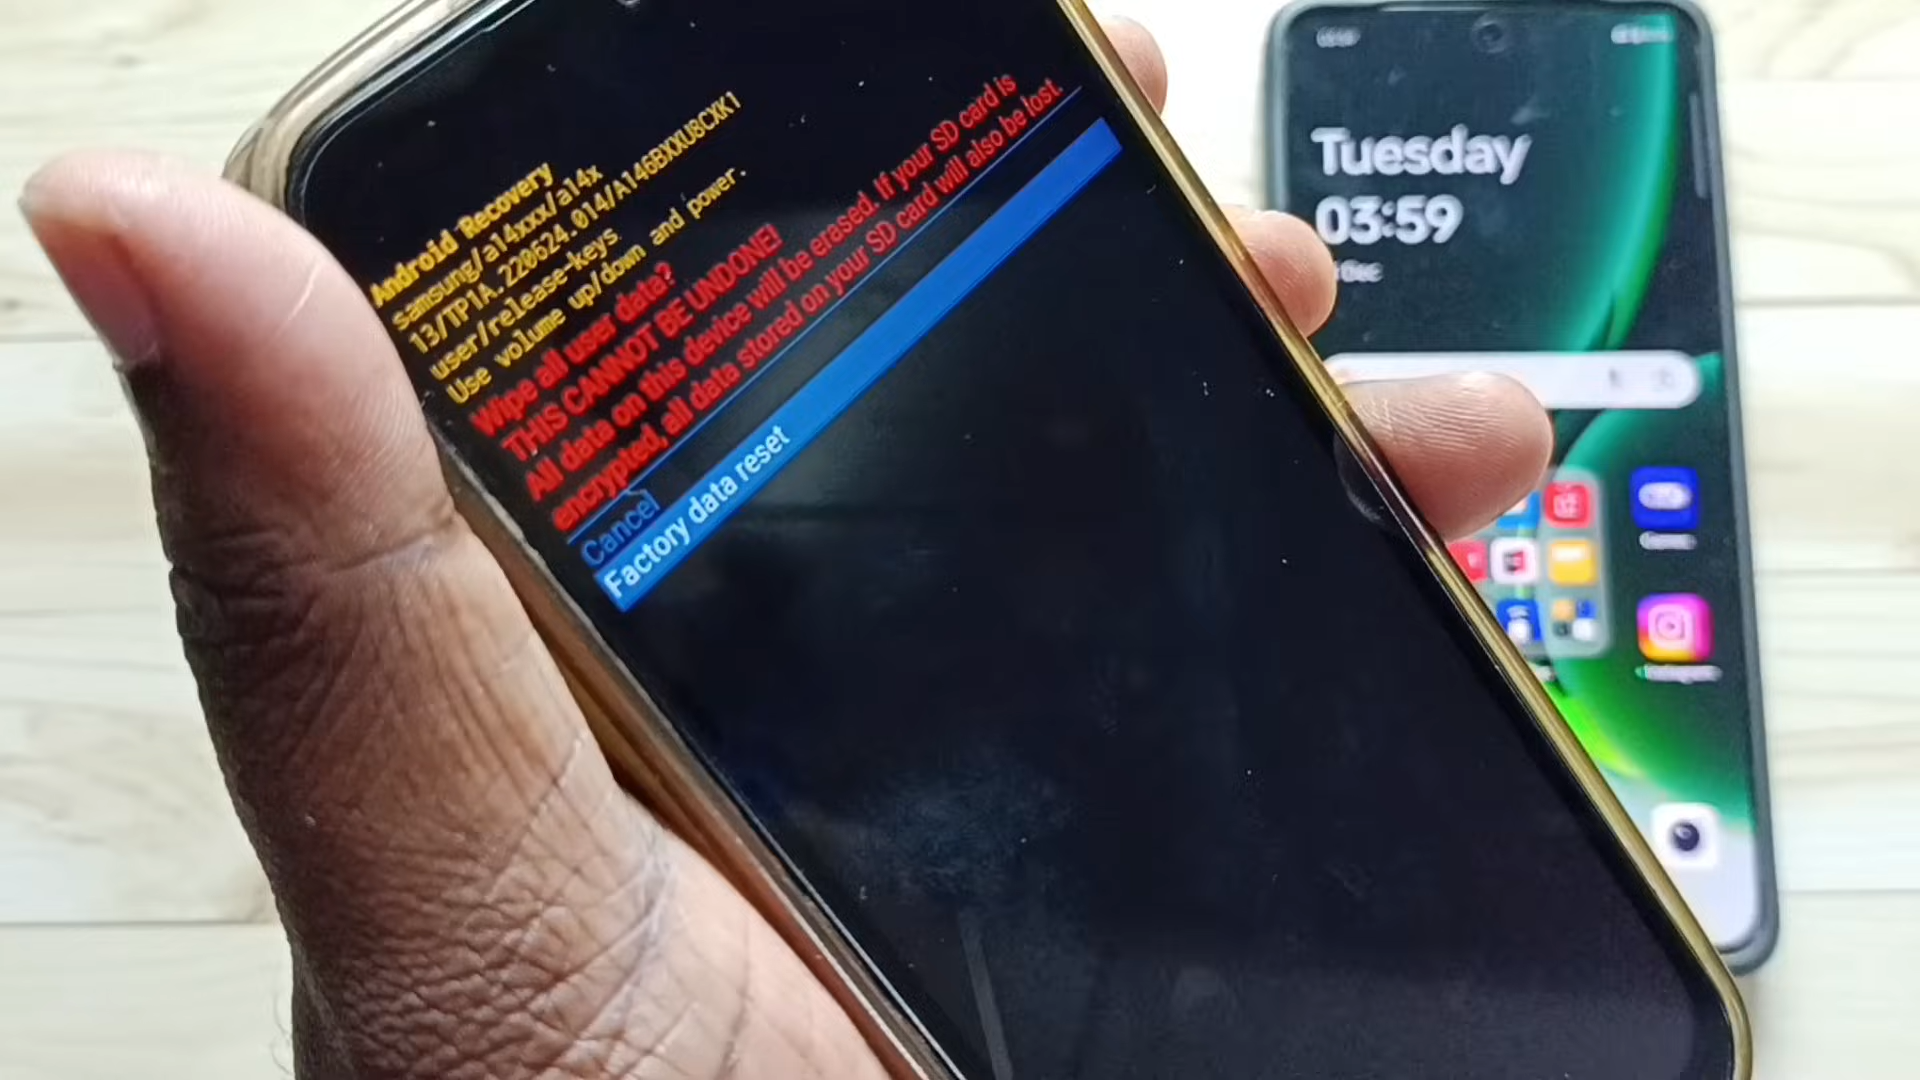 Android Recovery
samsung/a14xxx/a14x
13/TP1A.220624.014/A146BXXU8CXK1
user/release-keys
Use volume up/down and power.
Wipe all user data?
THIS CANNOT BE UNDONE!
All data on this device will be erased. If your SD card is
encrypted, all data stored on your SD card will also be lost.
Cancel
Factory data reset
Tuesday
03:59
Dec